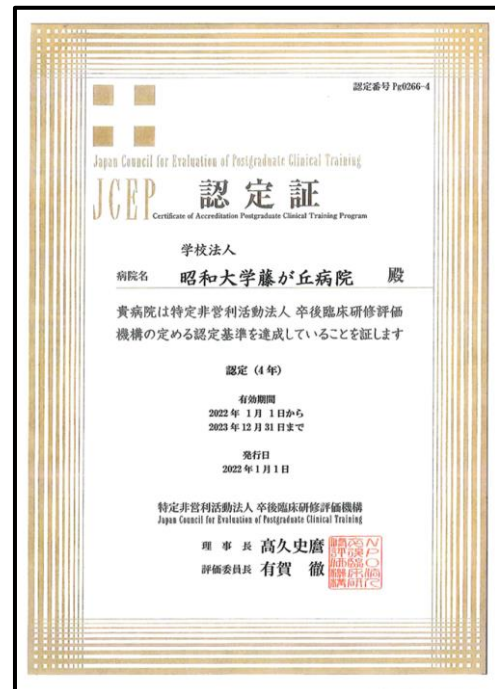 認定番号 Pg0266-4
Japan Council for Evaluation of Postgraduate Clinical Training
JCEP 認定証
Certificate of Accreditation Postgraduate Clinical Training Program
学校法人
病院名 昭和大学藤が丘病院 殿
貴病院は特定非営利活動法人 卒後臨床研修評価
機構の定める認定基準を達成していることを証します
認定（4年）
有効期間
2022年 1月 1日から
2023年12月31日まで
発行日
2022年1月1日
特定非営利活動法人 卒後臨床研修評価機構
Japan Council for Evaluation of Postgraduate Clinical Training
理事長 高久史麿
評価委員長 有賀 徹